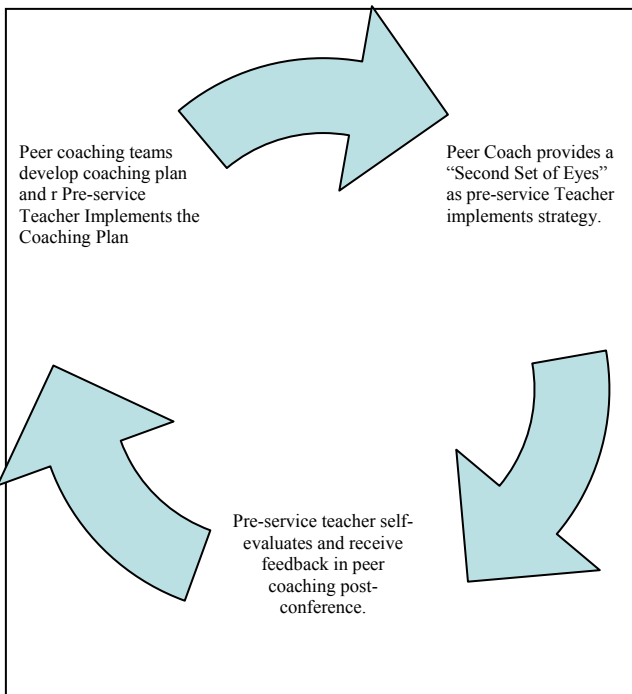 Peer coaching teams
develop coaching plan
and r Pre-service
Teacher Implements the
Coaching Plan
Peer Coach provides a
“Second Set of Eyes”
as pre-service Teacher
implements strategy.
Pre-service teacher self-
evaluates and receive
feedback in peer
coaching post-
conference.